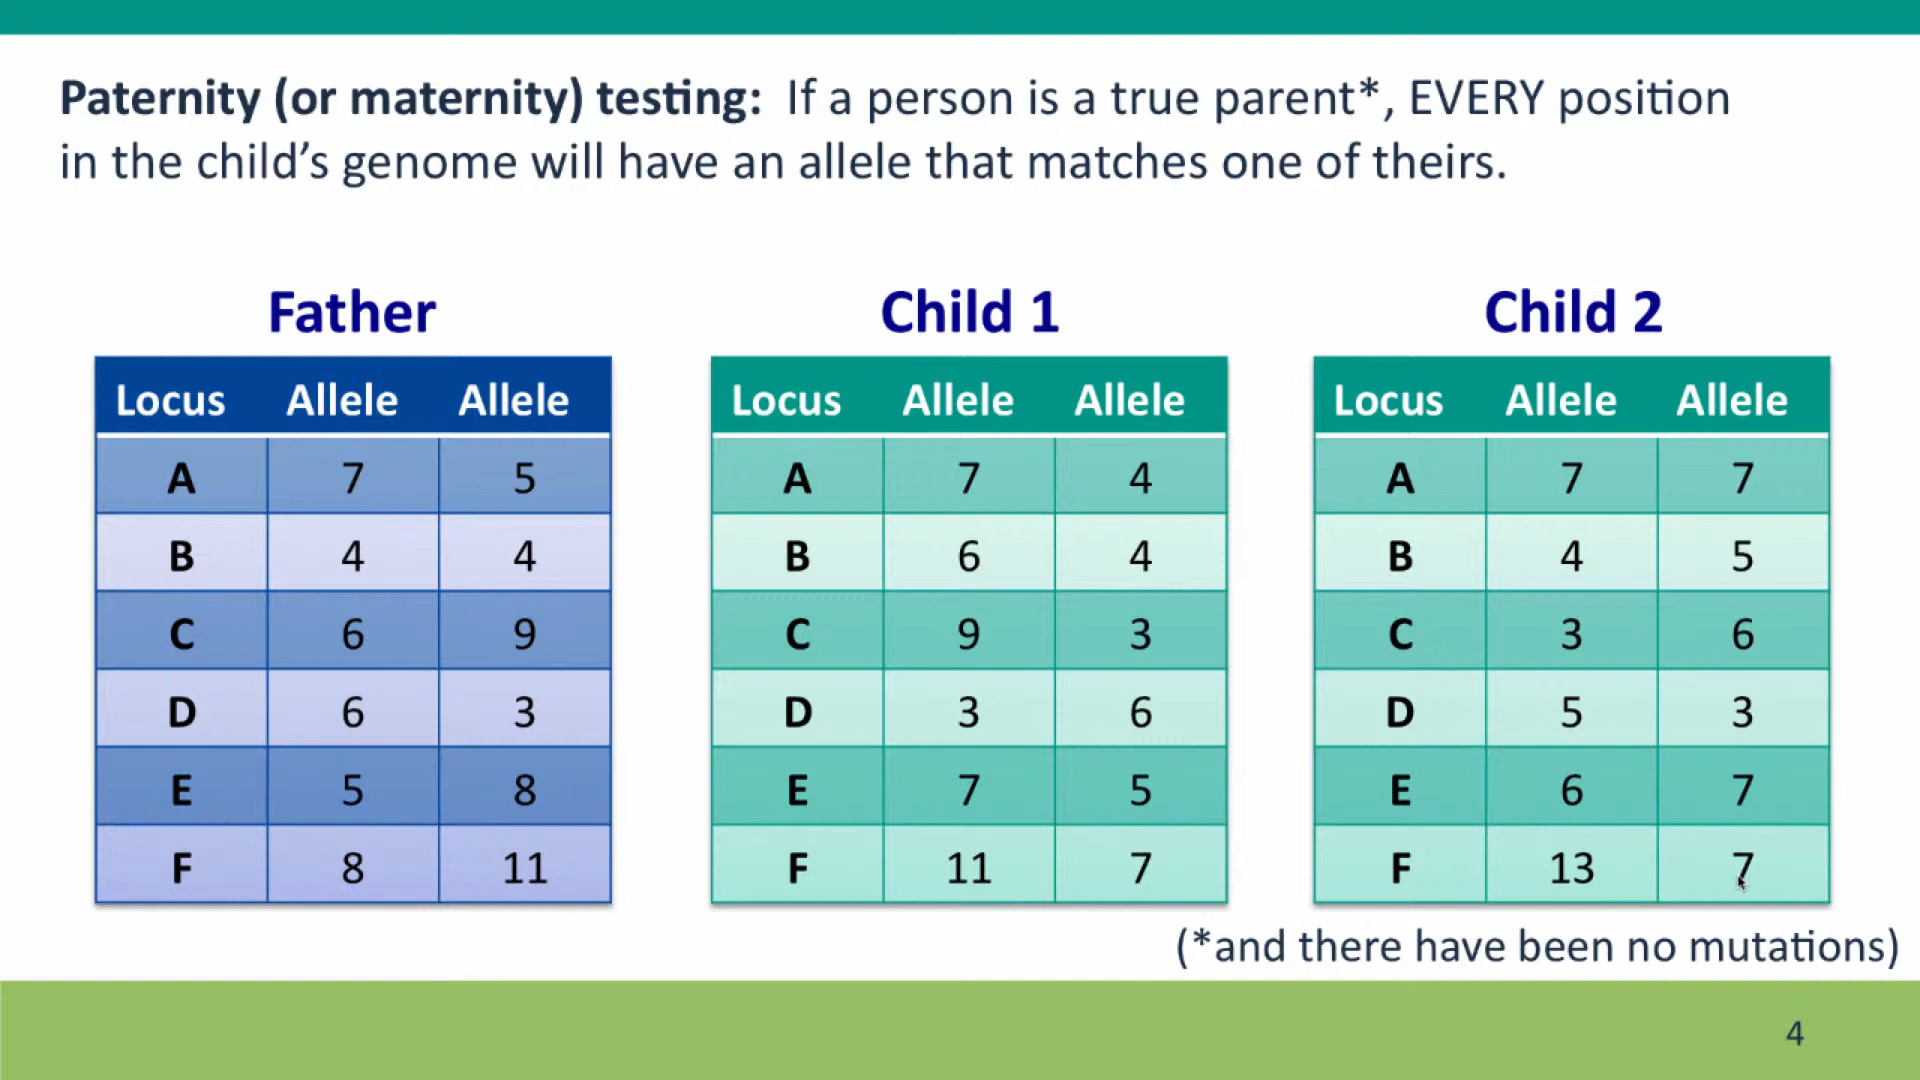 Paternity (or maternity) testing: If a person is a true parent*, EVERY position
in the child’s genome will have an allele that matches one of theirs.
Father
Locus Allele Allele
A 7 5
B 4 4
C 6 9
D 6 3
E 5 8
F 8 11
Child 1
Locus Allele Allele
A 7 4
B 6 4
C 9 3
D 3 6
E 7 5
F 11 7
Child 2
Locus Allele Allele
A 7 7
B 4 5
C 3 6
D 5 3
E 6 7
F 13 7
(*and there have been no mutations)
4